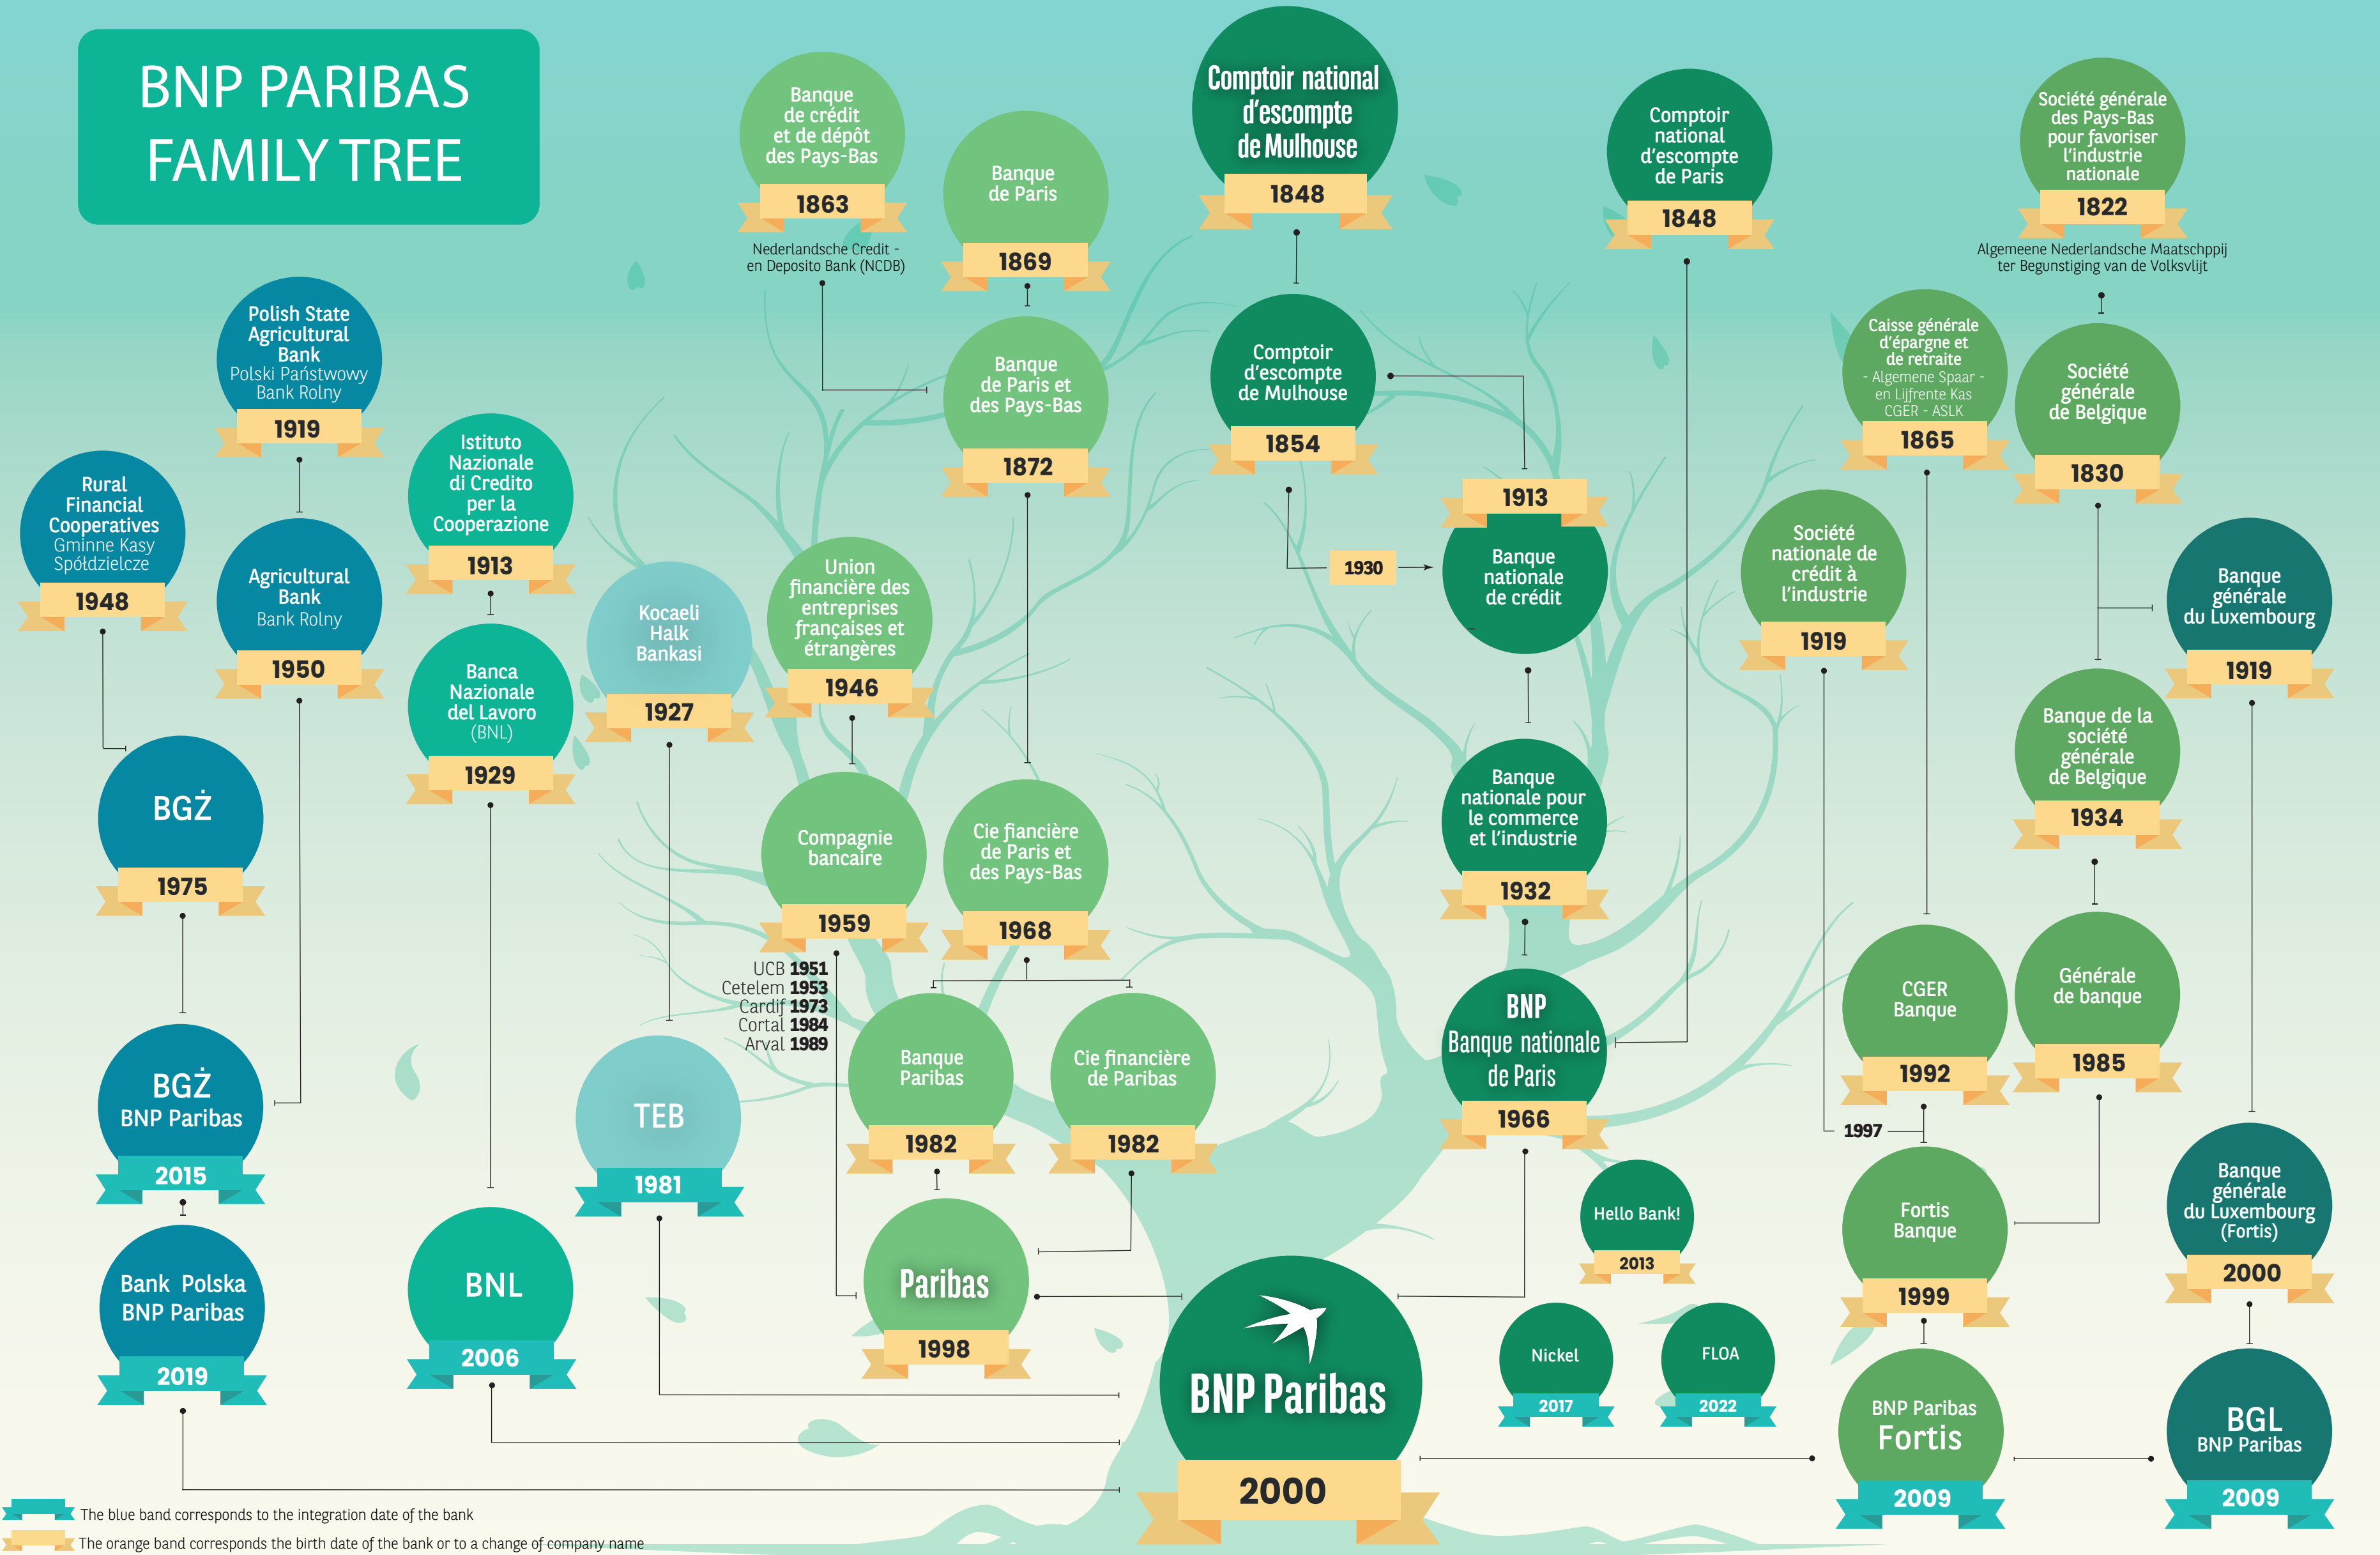 BNP PARIBAS
FAMILY TREE
Banque
de crédit
et de dépôt
des Pays-Bas
1863
Nederlandsche Credit -
en Deposito Bank (NCDB)
Banque
de Paris
1869
Comptoir national
d’escompte
de Mulhouse
1848
Comptoir
national
d’escompte
de Paris
1848
Société générale
des Pays-Bas
pour favoriser
l’industrie
nationale
1822
Algemeene Nederlandsche Maatschppij
ter Begunstiging van de Volksvlijt
Polish State
Agricultural
Bank
Polski Państwowy
Bank Rolny
1919
Rural
Financial
Cooperatives
Gminne Kasy
Spółdzielcze
1948
Agricultural
Bank
Bank Rolny
1950
Istituto
Nazionale
di Credito
per la
Cooperazione
1913
Banca
Nazionale
del Lavoro
(BNL)
1929
Kocaeli
Halk
Bankasi
1927
Union
financière des
entreprises
françaises et
étrangères
1946
Banque
de Paris et
des Pays-Bas
1872
Comptoir
d’escompte
de Mulhouse
1854
1913
Banque
nationale
de crédit
1930
Caisse générale
d’épargne et
de retraite
- Algemene Spaar -
en Lijfrente Kas
CGER - ASLK
1865
Société
générale
de Belgique
1830
Société
nationale de
crédit à
l’industrie
1919
Banque
générale
du Luxembourg
1919
Banque de la
société
générale
de Belgique
1934
BGŻ
1975
Compagnie
bancaire
1959
UCB 1951
Cetelem 1953
Cardif 1973
Cortal 1984
Arval 1989
Cie fiancière
de Paris et
des Pays-Bas
1968
Banque
nationale pour
le commerce
et l’industrie
1932
BNP
Banque nationale
de Paris
1966
CGER
Banque
1992
Générale
de banque
1985
1997
BGŻ
BNP Paribas
2015
TEB
1981
Banque
Paribas
1982
Cie financière
de Paribas
1982
Hello Bank!
2013
Fortis
Banque
1999
Banque
générale
du Luxembourg
(Fortis)
2000
Bank Polska
BNP Paribas
2019
BNL
2006
Paribas
1998
BNP Paribas
2000
Nickel
2017
FLOA
2022
BNP Paribas
Fortis
2009
BGL
BNP Paribas
2009
The blue band corresponds to the integration date of the bank
The orange band corresponds the birth date of the bank or to a change of company name